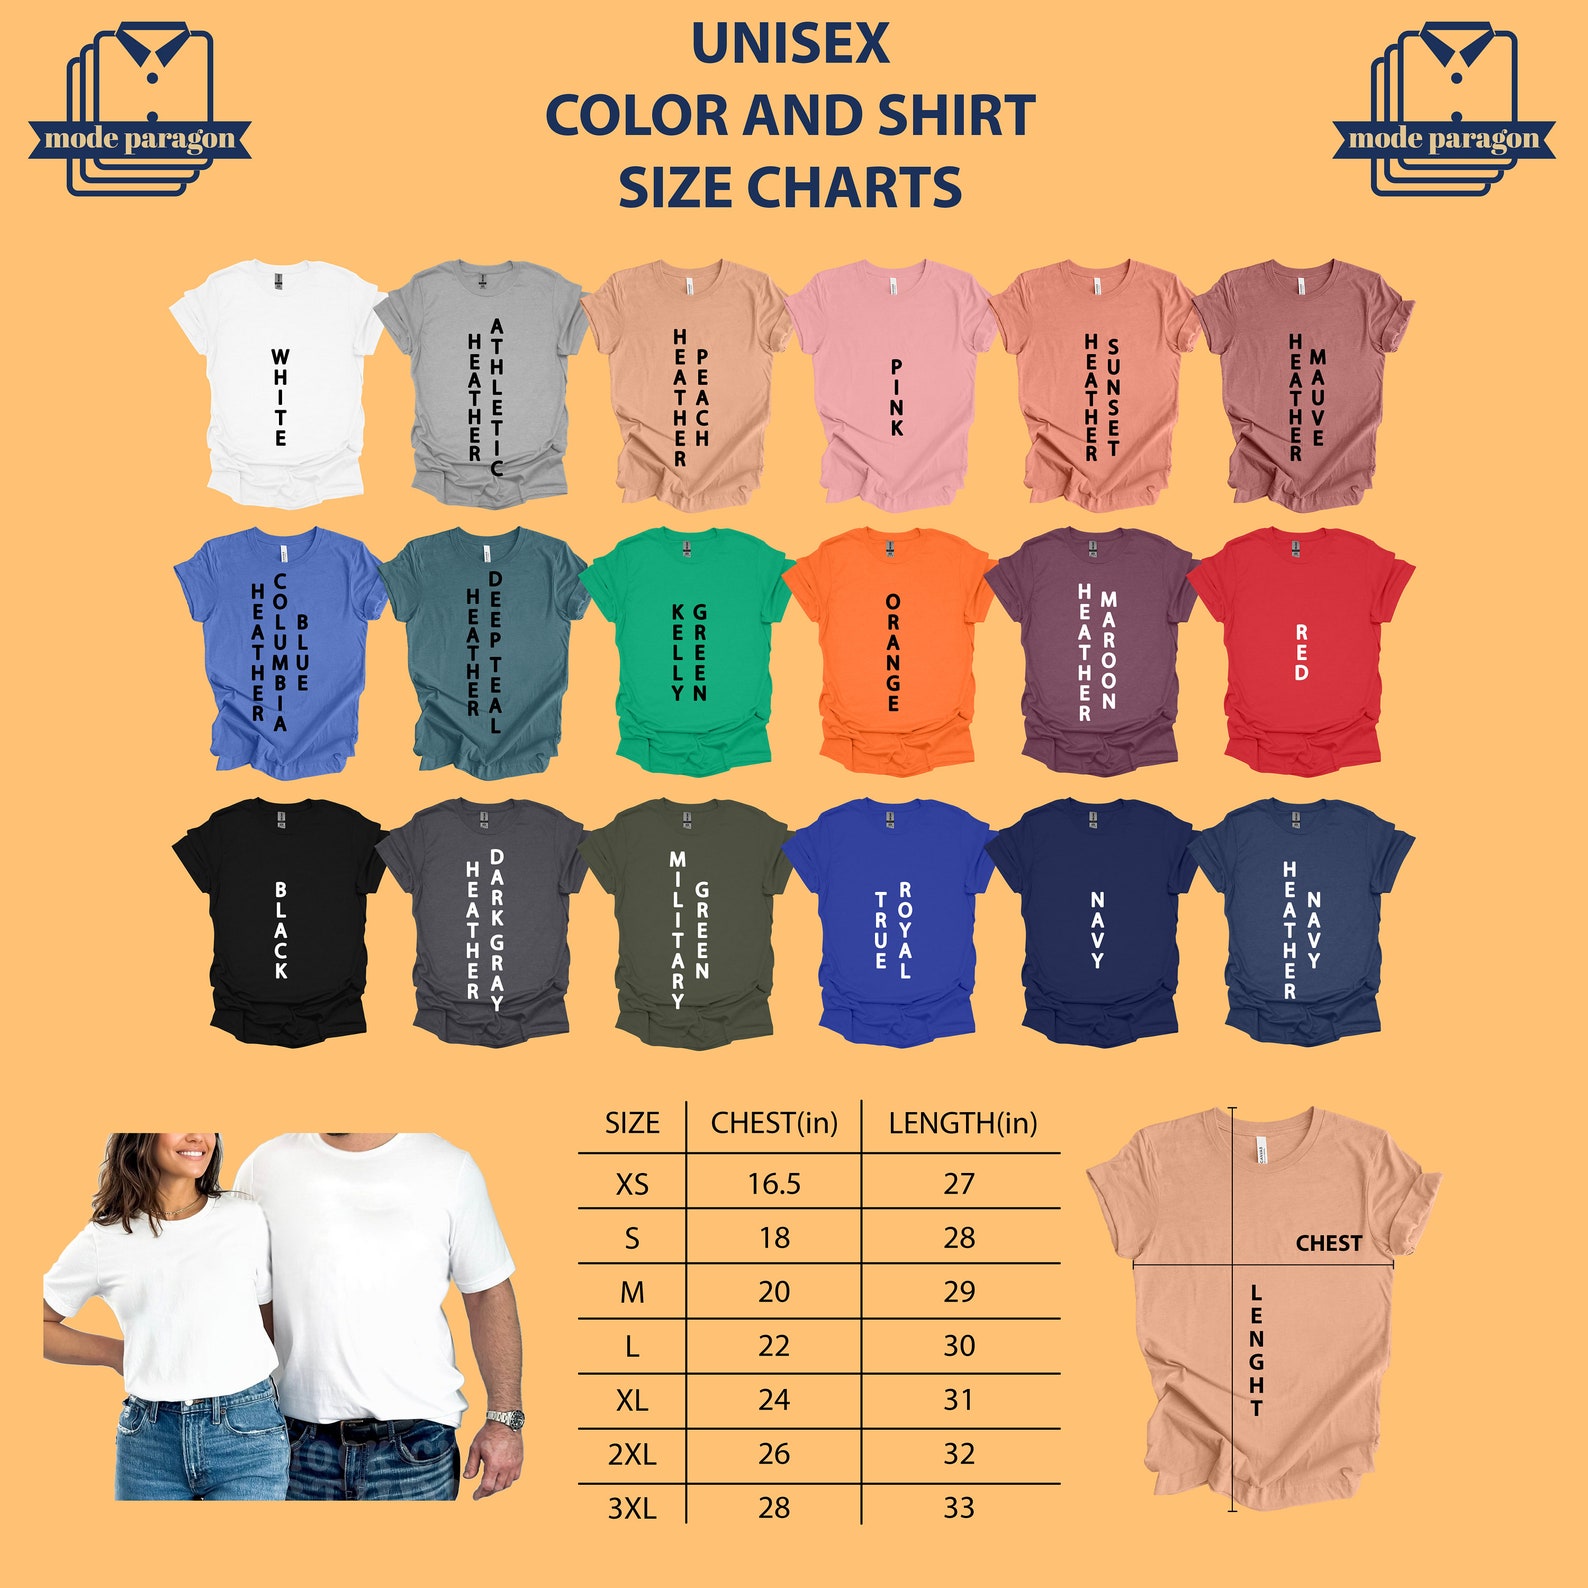 mode paragon
UNISEX
COLOR AND SHIRT
SIZE CHARTS
mode paragon
WHITE
HEATHER ATHLETIC
HEATHER PEACH
PINK
HEATHER SUNSET
HEATHER MAUVE
HEATHER COLUMBIA BLUE
HEATHER DEEP TEAL
KELLY GREEN
ORANGE
HEATHER MAROON
RED
BLACK
HEATHER DARK GRAY
MILITARY GREEN
TRUE ROYAL
NAVY
HEATHER NAVY
SIZE CHEST(in) LENGTH(in)
XS 16.5 27
S 18 28
M 20 29
L 22 30
XL 24 31
2XL 26 32
3XL 28 33
CHEST
LENGHT